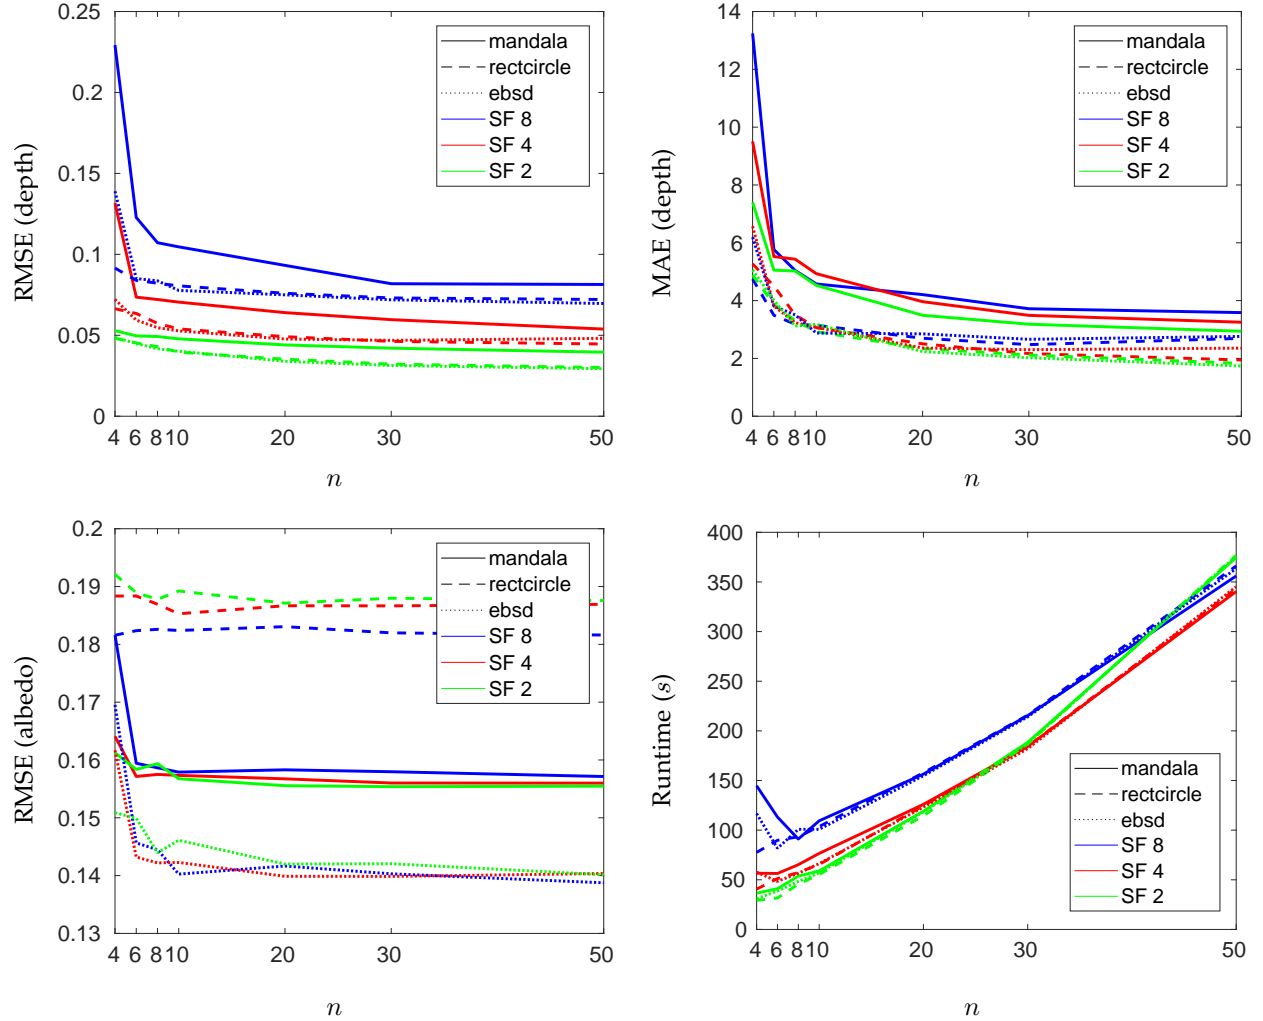 RMSE (depth)
0.25
0.2
0.15
0.1
0.05
0
4 6 8 10 20 30 50
n
mandala
rectcircle
ebsd
SF 8
SF 4
SF 2
MAE (depth)
14
12
10
8
6
4
2
0
4 6 8 10 20 30 50
n
mandala
rectcircle
ebsd
SF 8
SF 4
SF 2
RMSE (albedo)
0.2
0.19
0.18
0.17
0.16
0.15
0.14
0.13
4 6 8 10 20 30 50
n
mandala
rectcircle
ebsd
SF 8
SF 4
SF 2
Runtime (s)
400
350
300
250
200
150
100
50
0
4 6 8 10 20 30 50
n
mandala
rectcircle
ebsd
SF 8
SF 4
SF 2